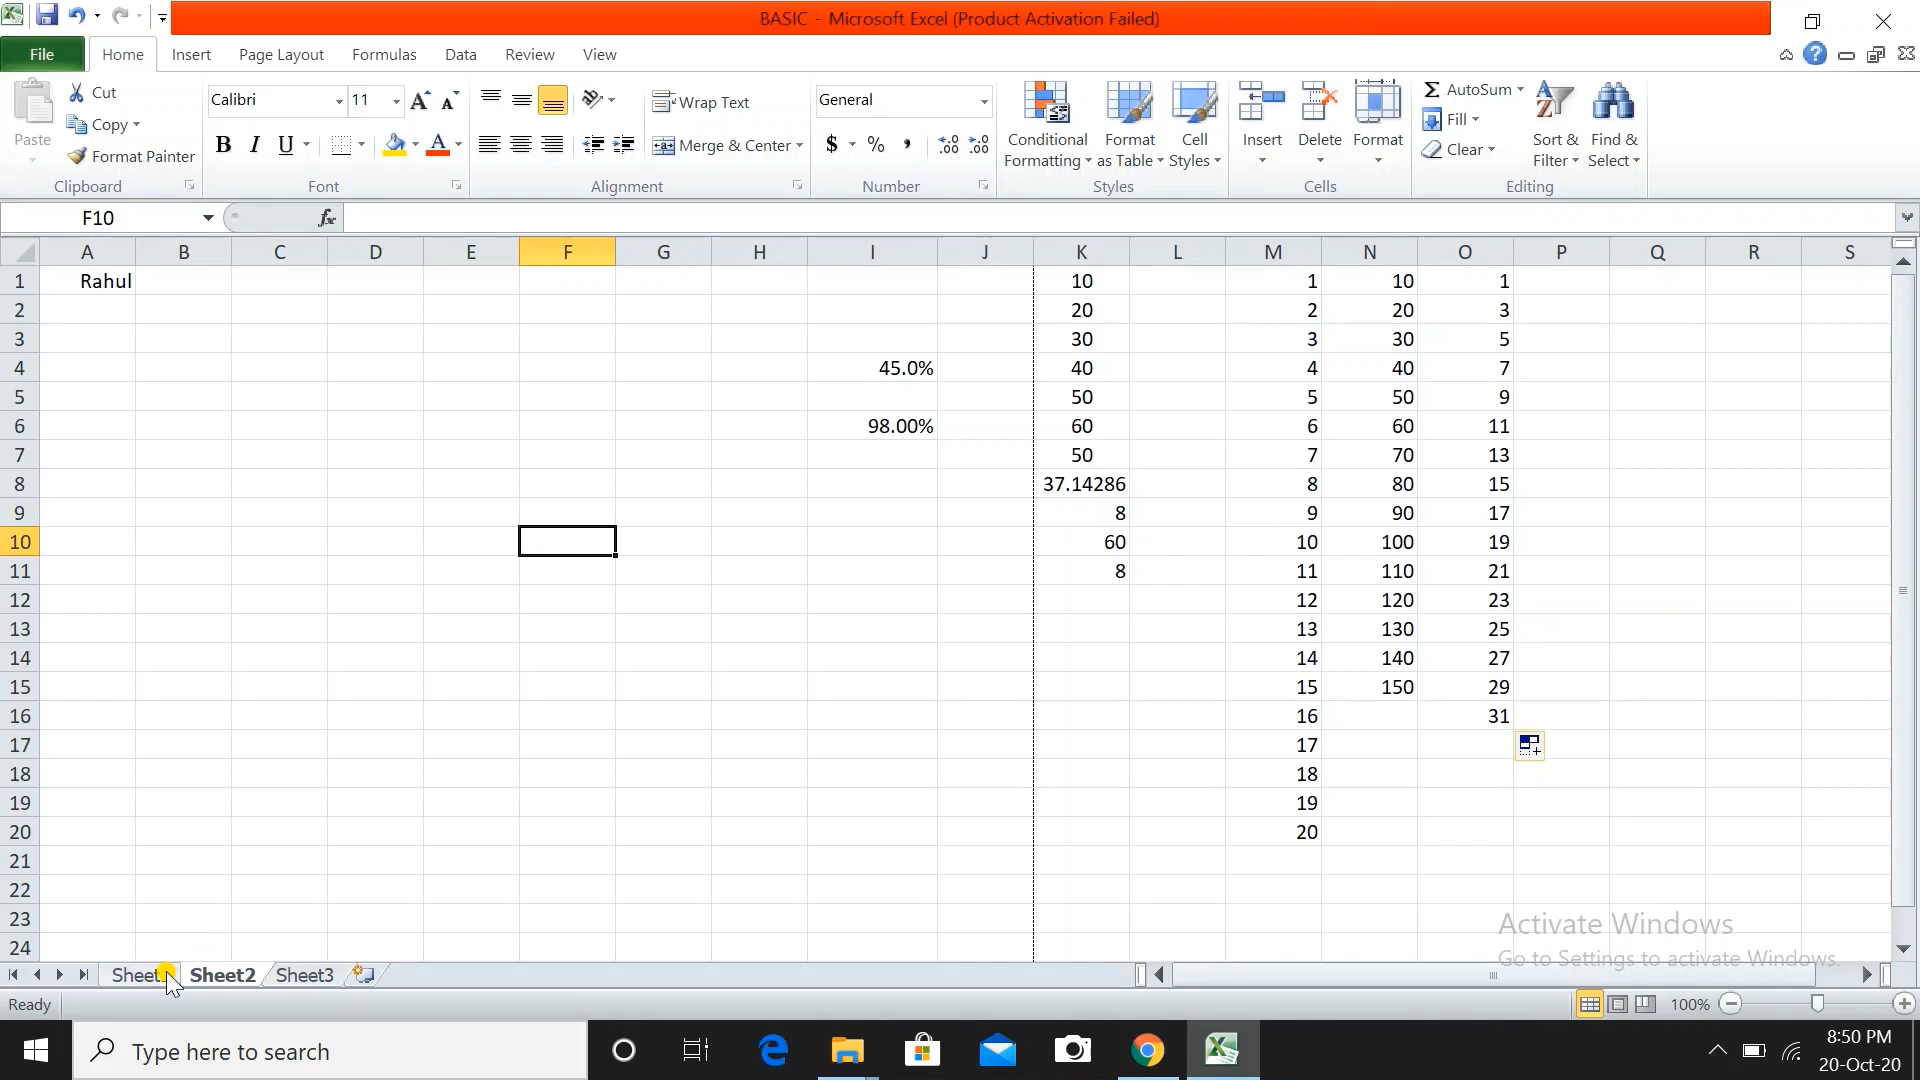 BASIC - Microsoft Excel (Product Activation Failed)
File Home Insert Page Layout Formulas Data Review View
Paste
Cut
Copy
Format Painter
Clipboard
Calibri 11
B I U
Font
Wrap Text
Merge & Center
Alignment
General
$ %
Number
Conditional Formatting
Format as Table
Cell Styles
Styles
Insert Delete Format
Cells
AutoSum
Fill
Clear
Sort & Filter
Find & Select
Editing
F10 fx
A B C D E F G H I J K L M N O P Q R S
1 Rahul 10 1 10 1
2 20 2 20 3
3 30 3 30 5
4 45.0% 40 4 40 7
5 50 5 50 9
6 98.00% 60 6 60 11
7 50 7 70 13
8 37.14286 8 80 15
9 8 9 90 17
10 60 10 100 19
11 8 11 110 21
12 12 120 23
13 13 130 25
14 14 140 27
15 15 150 29
16 16 31
17 17
18 18
19 19
20 20
21
22
23
24
Activate Windows
Go to Settings to activate Windows.
Sheet Sheet2 Sheet3
Ready 100%
Type here to search
8:50 PM
20-Oct-20